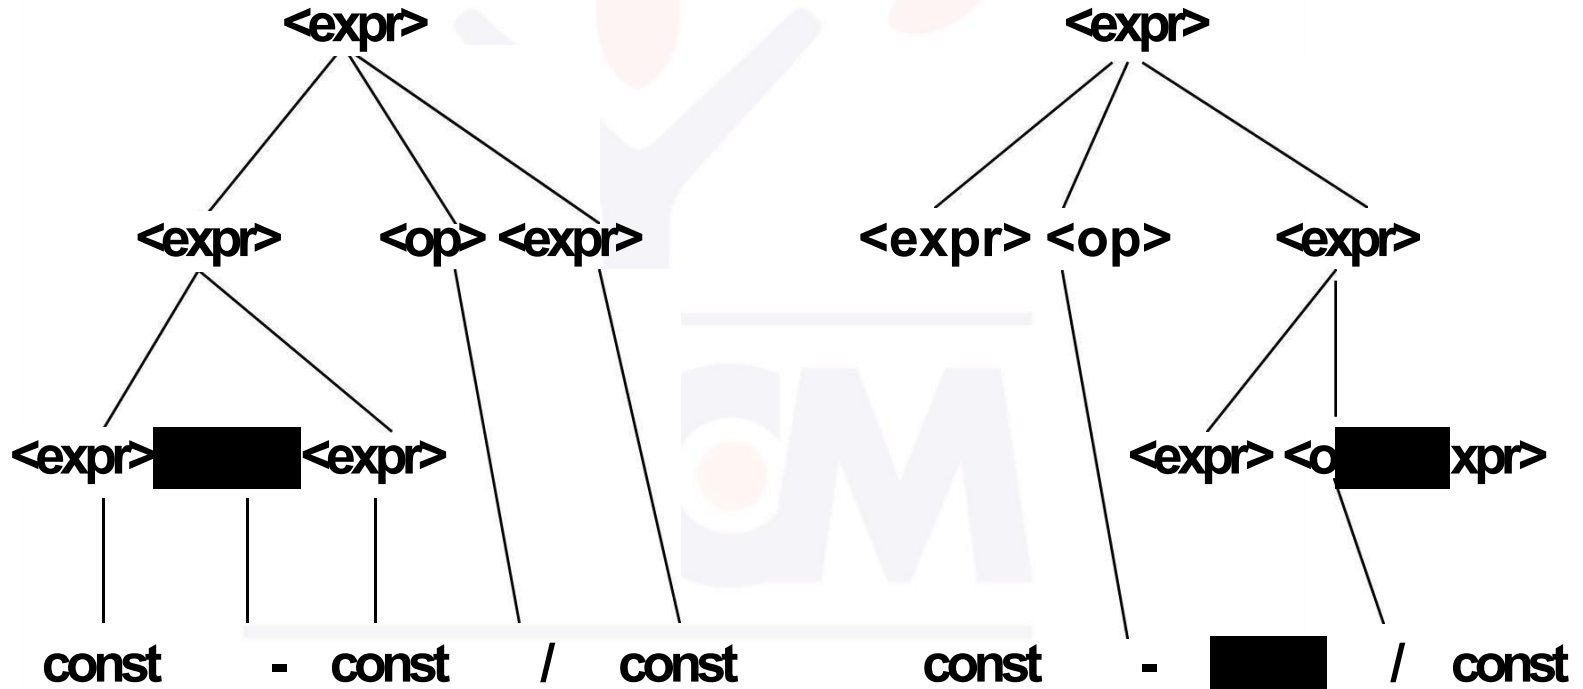 <expr> <expr>
<expr> <op> <expr> <expr> <op> <expr>
<expr> <expr> <expr>
const - const / const const - / const